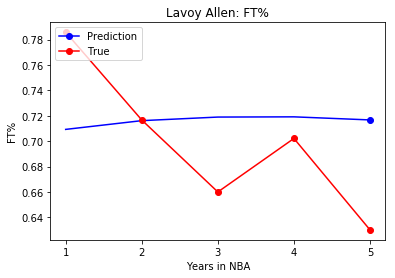 Lavoy Allen: FT%
Prediction
True
0.78
0.76
0.74
0.72
0.70
0.68
0.66
0.64
FT%
1 2 3 4 5
Years in NBA